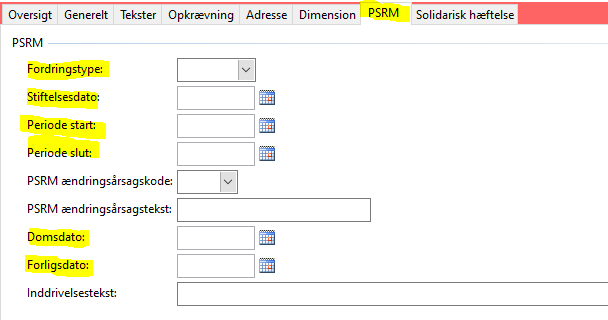 Oversigt Generelt Tekster Opkrævning Adresse Dimension PSRM Solidarisk hæftelse
PSRM
Fordringstype:
Stiftelsesdato:
Periode start:
Periode slut:
PSRM ændringsårsagskode:
PSRM ændringsårsagstekst:
Domsdato:
Forligsdato:
Inddrivelsestekst: